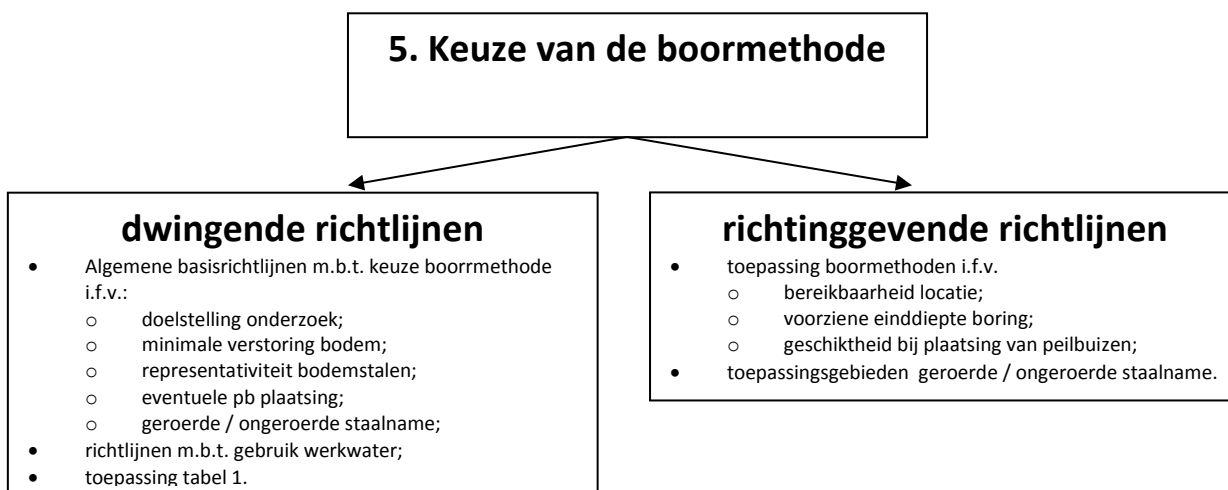 5. Keuze van de boormethode
dwingende richtlijnen
• Algemene basisrichtlijnen m.b.t. keuze boorrmethode
i.f.v.:
o doelstelling onderzoek;
o minimale verstoring bodem;
o representativiteit bodemstalen;
o eventuele pb plaatsing;
o geroerde / ongeroerde staalname;
• richtlijnen m.b.t. gebruik werkwater;
• toepassing tabel 1.
richtinggevende richtlijnen
• toepassing boormethoden i.f.v.
o bereikbaarheid locatie;
o voorziene einddiepte boring;
o geschiktheid bij plaatsing van peilbuizen;
• toepassingsgebieden geroerde / ongeroerde staalname.